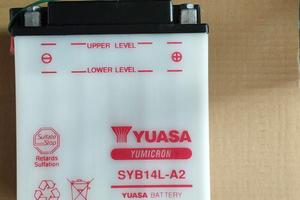 UPPER LEVEL
LOWER LEVEL
Sulfate
Stop
Retards
Sulfation
YUASA
YUMICRON
SYB14L-A2
YUASA BATTERY